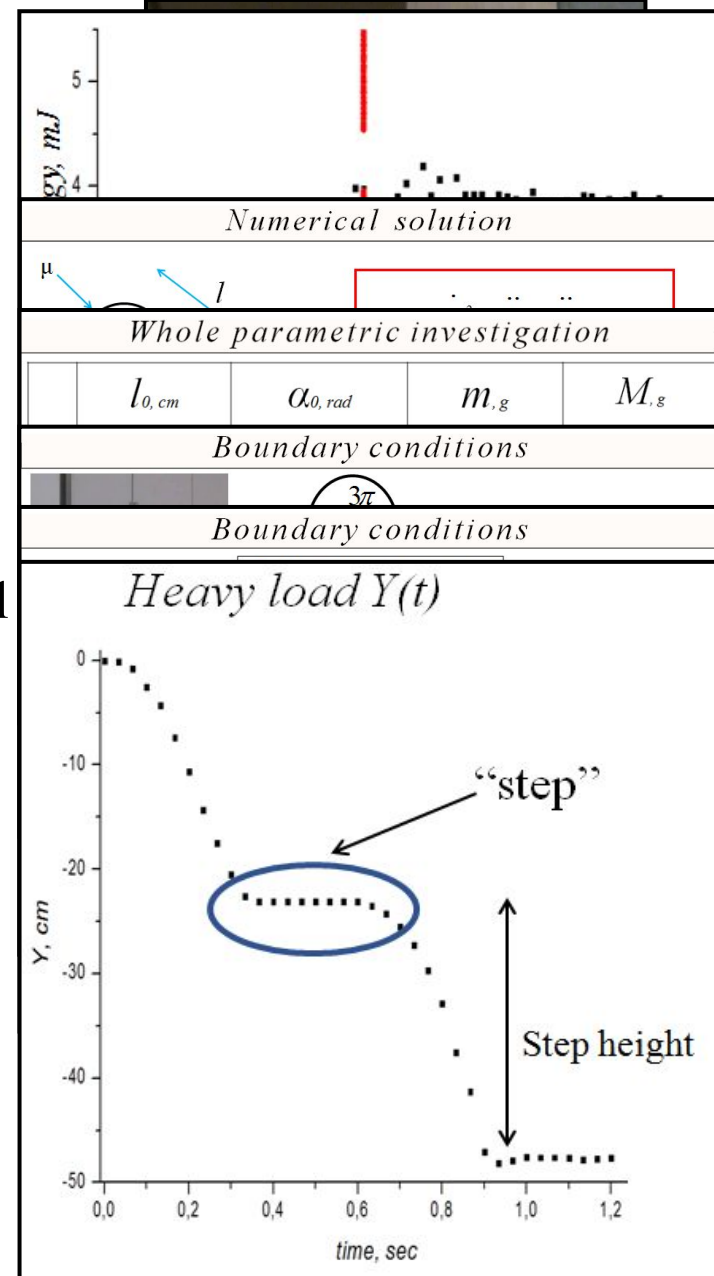 5
gy, mJ
4
Numerical solution
μ
l
Whole parametric investigation
l0, cm α0, rad m, g M, g
Boundary conditions
3π
Boundary conditions
Heavy load Y(t)
0
-10
-20
-30
-40
-50
Y, cm
“step”
Step height
0,0 0,2 0,4 0,6 0,8 1,0 1,2
time, sec